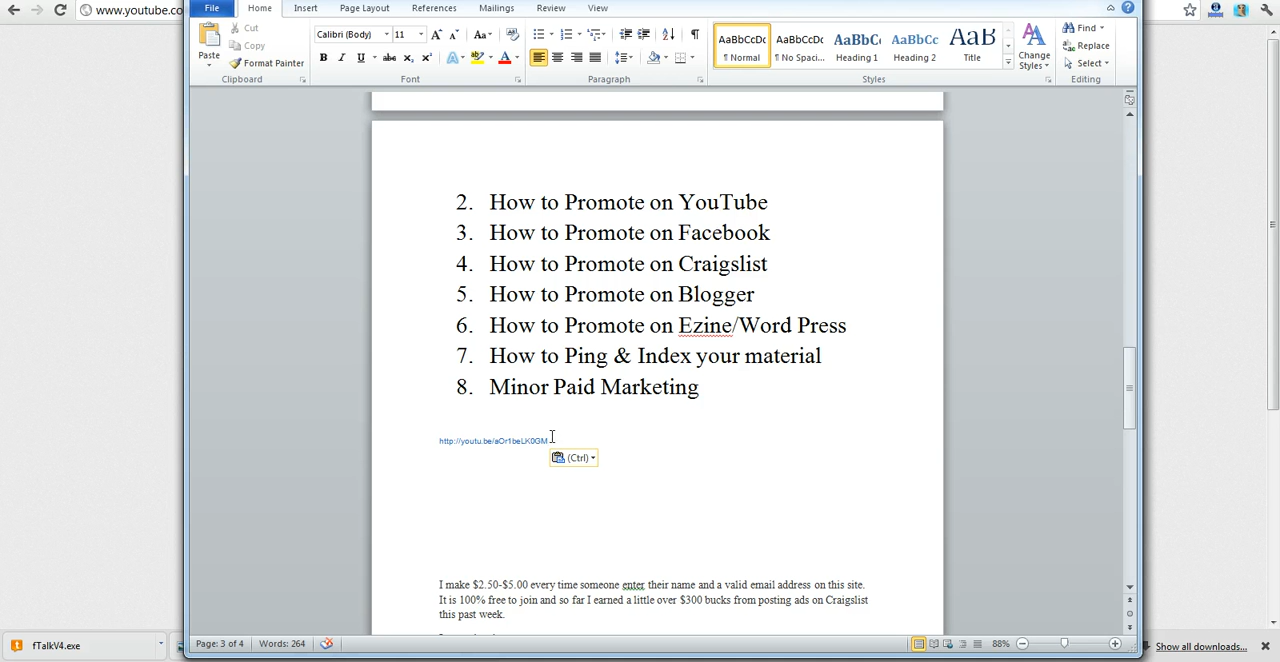 www.youtube.co
File Home Insert Page Layout References Mailings Review View
Paste Cut Copy Format Painter
Calibri (Body) 11
AaBbCcDc AaBbCcDc AaBbC AaBbCc AaB
¶ Normal ¶ No Spaci... Heading 1 Heading 2 Title
Change Styles
Find Replace Select
Clipboard Font Paragraph Styles Editing
2. How to Promote on YouTube
3. How to Promote on Facebook
4. How to Promote on Craigslist
5. How to Promote on Blogger
6. How to Promote on Ezine/Word Press
7. How to Ping & Index your material
8. Minor Paid Marketing
http://youtu.be/aOr1beLK0GM
(Ctrl)
I make $2.50-$5.00 every time someone enter their name and a valid email address on this site.
It is 100% free to join and so far I earned a little over $300 bucks from posting ads on Craigslist
this past week.
Page: 3 of 4 Words: 264 88%
fTalkV4.exe Show all downloads...